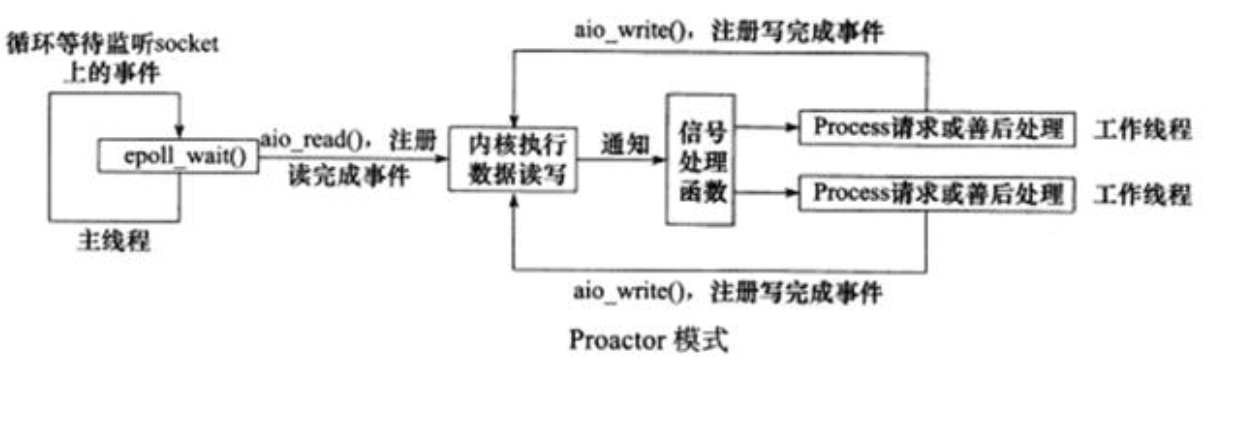 aio_write()，注册写完成事件
循环等待监听socket
上的事件
epoll_wait()
aio_read()，注册
读完成事件
主线程
内核执行
数据读写
通知
信号
处理
函数
Process请求或善后处理
工作线程
Process请求或善后处理
工作线程
aio_write()，注册写完成事件
Proactor 模式